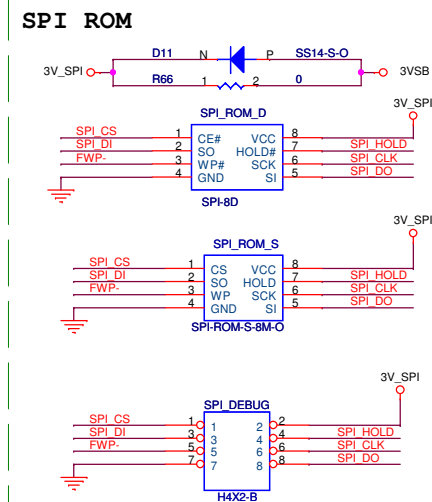 SPI ROM
D11 N P SS14-S-O
3V_SPI 3VSB
R66 1 2 0
3V_SPI
SPI_ROM_D
SPI_CS 1 CE# VCC 8
SPI_DI 2 SO HOLD# 7 SPI_HOLD
FWP- 3 WP# SCK 6 SPI_CLK
4 GND SI 5 SPI_DO
SPI-8D
3V_SPI
SPI_ROM_S
SPI_CS 1 CS VCC 8
SPI_DI 2 SO HOLD 7 SPI_HOLD
FWP- 3 WP SCK 6 SPI_CLK
4 GND SI 5 SPI_DO
SPI-ROM-S-8M-O
3V_SPI
SPI_DEBUG
SPI_CS 1 1 2 2
SPI_DI 3 3 4 4 SPI_HOLD
FWP- 5 5 6 6 SPI_CLK
7 7 8 8 SPI_DO
H4X2-B